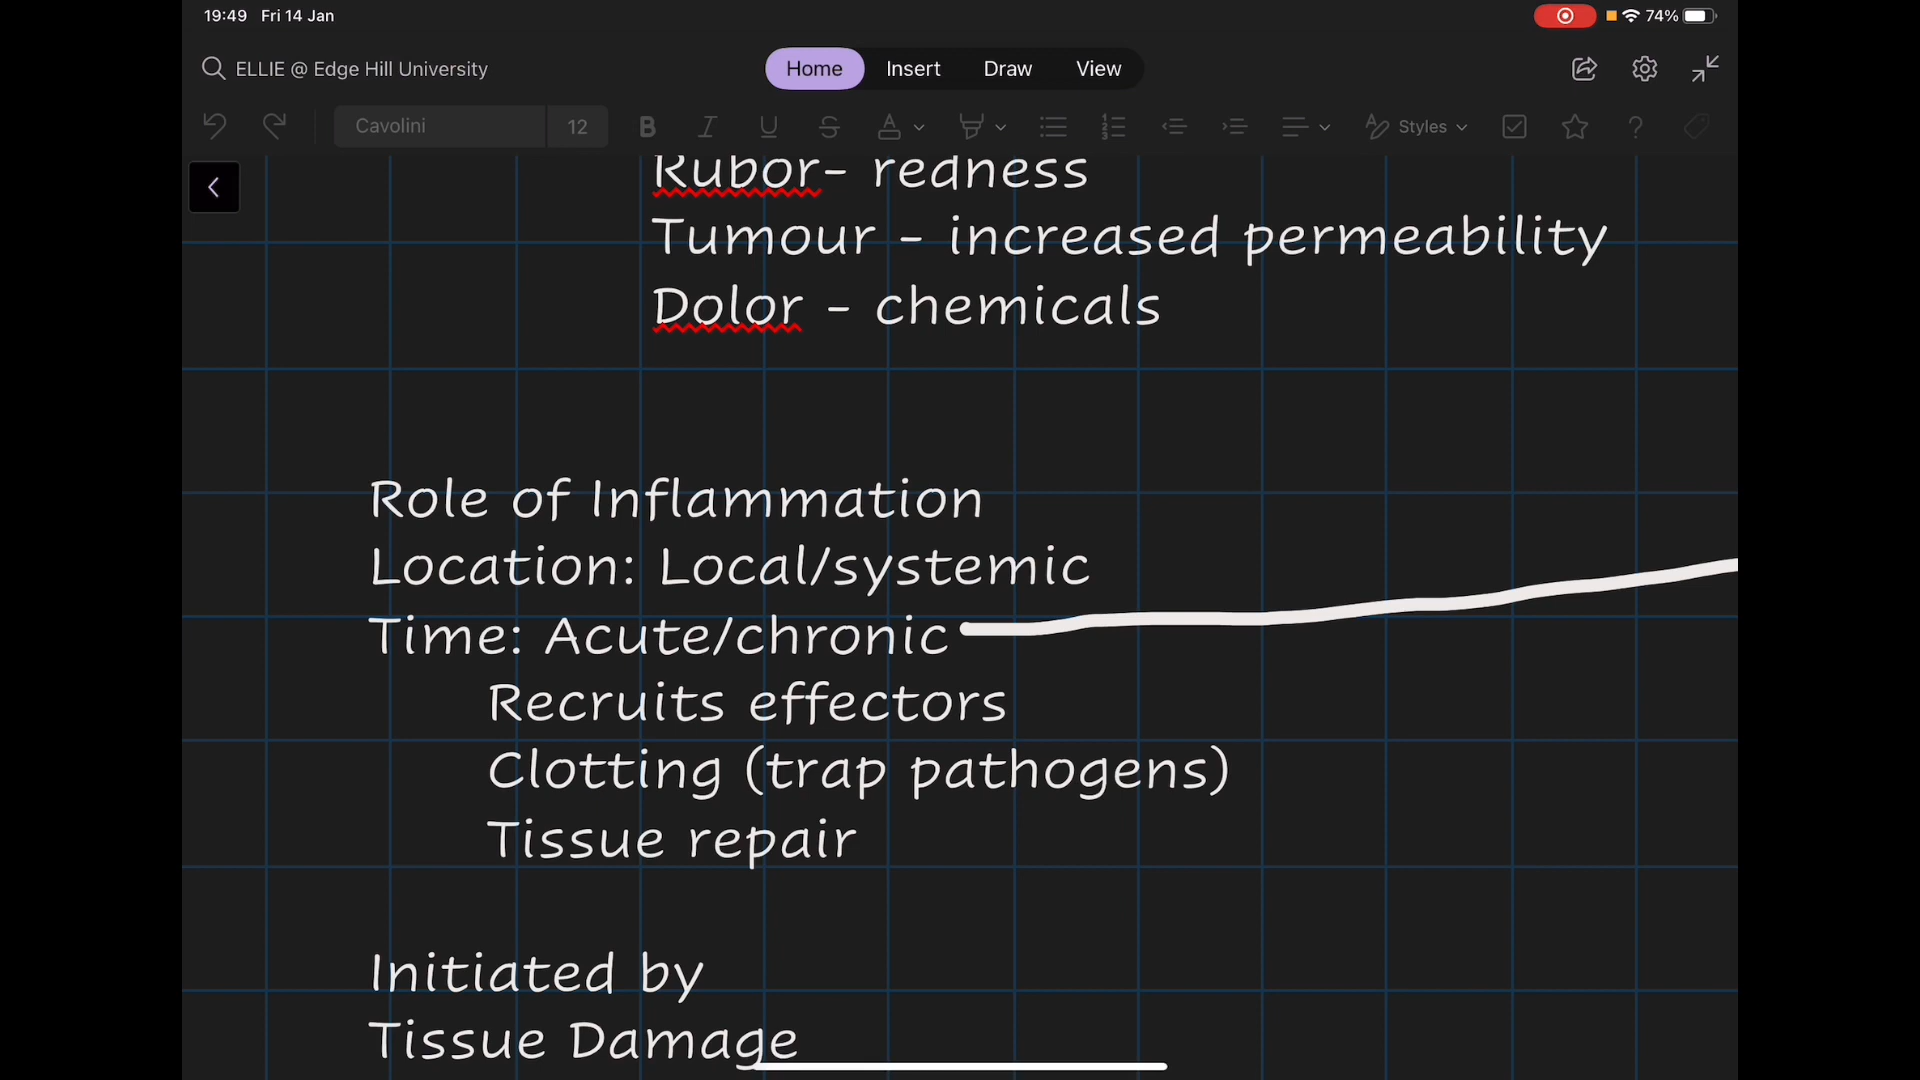 19:49 Fri 14 Jan 74%
ELLIE @ Edge Hill University Home Insert Draw View
Cavolini 12 B I U S A Styles ?
Rubor- redness
Tumour - increased permeability
Dolor - chemicals
Role of Inflammation
Location: Local/systemic
Time: Acute/chronic
Recruits effectors
Clotting (trap pathogens)
Tissue repair
Initiated by
Tissue Damage